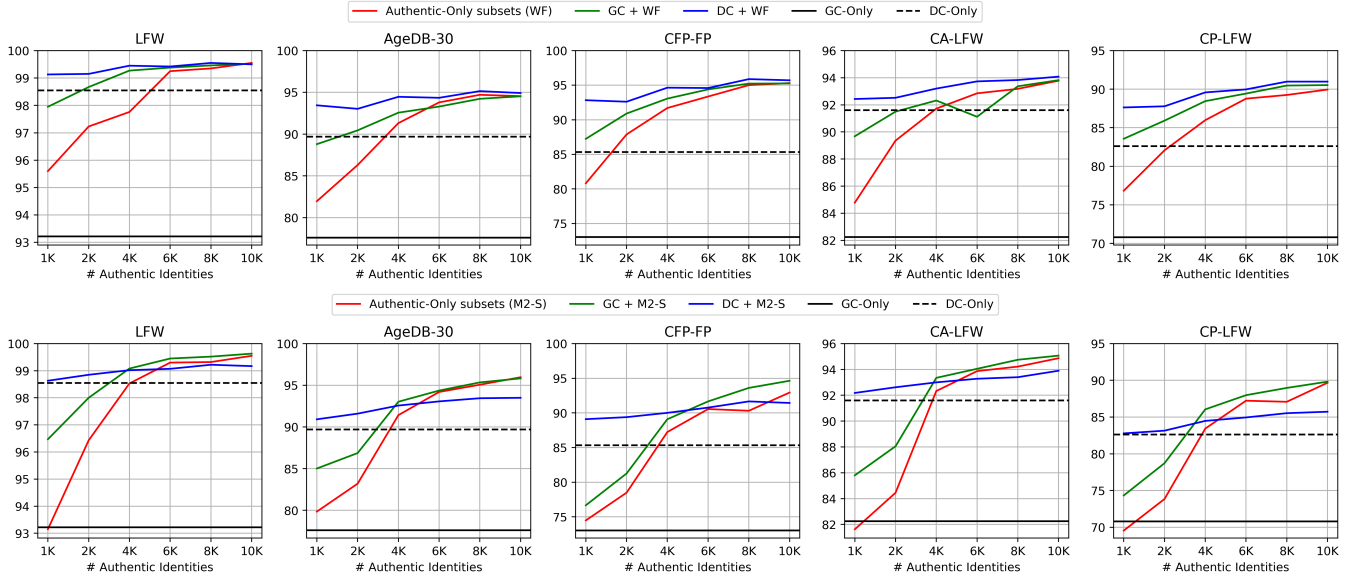 Authentic-Only subsets (WF) GC + WF DC + WF GC-Only DC-Only
LFW AgeDB-30 CFP-FP CA-LFW CP-LFW
100
99
98
97
96
95
94
93
1K 2K 4K 6K 8K 10K
# Authentic Identities
100
95
90
85
80
1K 2K 4K 6K 8K 10K
# Authentic Identities
100
95
90
85
80
75
1K 2K 4K 6K 8K 10K
# Authentic Identities
96
94
92
90
88
86
84
82
1K 2K 4K 6K 8K 10K
# Authentic Identities
95
90
85
80
75
70
1K 2K 4K 6K 8K 10K
# Authentic Identities
Authentic-Only subsets (M2-S) GC + M2-S DC + M2-S GC-Only DC-Only
LFW AgeDB-30 CFP-FP CA-LFW CP-LFW
100
99
98
97
96
95
94
93
1K 2K 4K 6K 8K 10K
# Authentic Identities
100
95
90
85
80
1K 2K 4K 6K 8K 10K
# Authentic Identities
100
95
90
85
80
75
1K 2K 4K 6K 8K 10K
# Authentic Identities
96
94
92
90
88
86
84
82
1K 2K 4K 6K 8K 10K
# Authentic Identities
95
90
85
80
75
70
1K 2K 4K 6K 8K 10K
# Authentic Identities